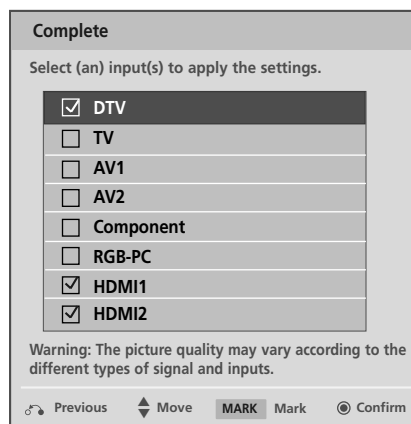 Complete
Select (an) input(s) to apply the settings.
DTV
TV
AV1
AV2
Component
RGB-PC
HDMI1
HDMI2
Warning: The picture quality may vary according to the
different types of signal and inputs.
Previous Move MARK Mark Confirm